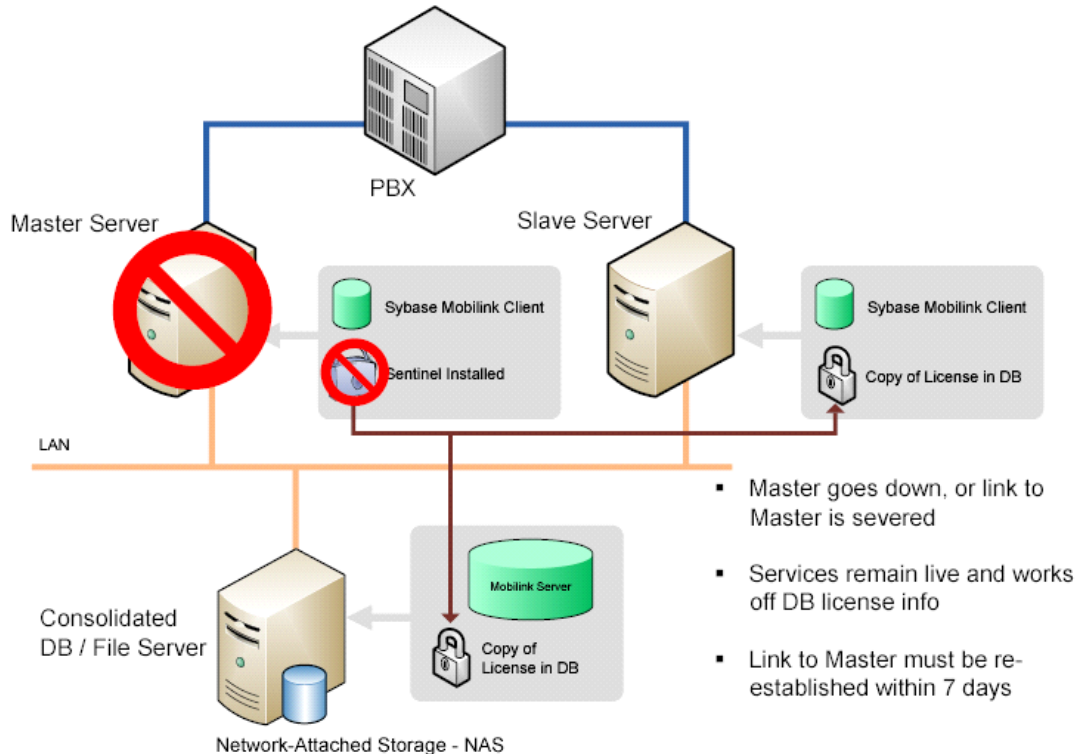 PBX
Master Server
Slave Server
Sybase Mobilink Client
Sentinel Installed
Sybase Mobilink Client
Copy of License in DB
LAN
▪ Master goes down, or link to
Master is severed
▪ Services remain live and works
off DB license info
▪ Link to Master must be re-
established within 7 days
Mobilink Server
Copy of
License in DB
Consolidated
DB / File Server
Network-Attached Storage - NAS